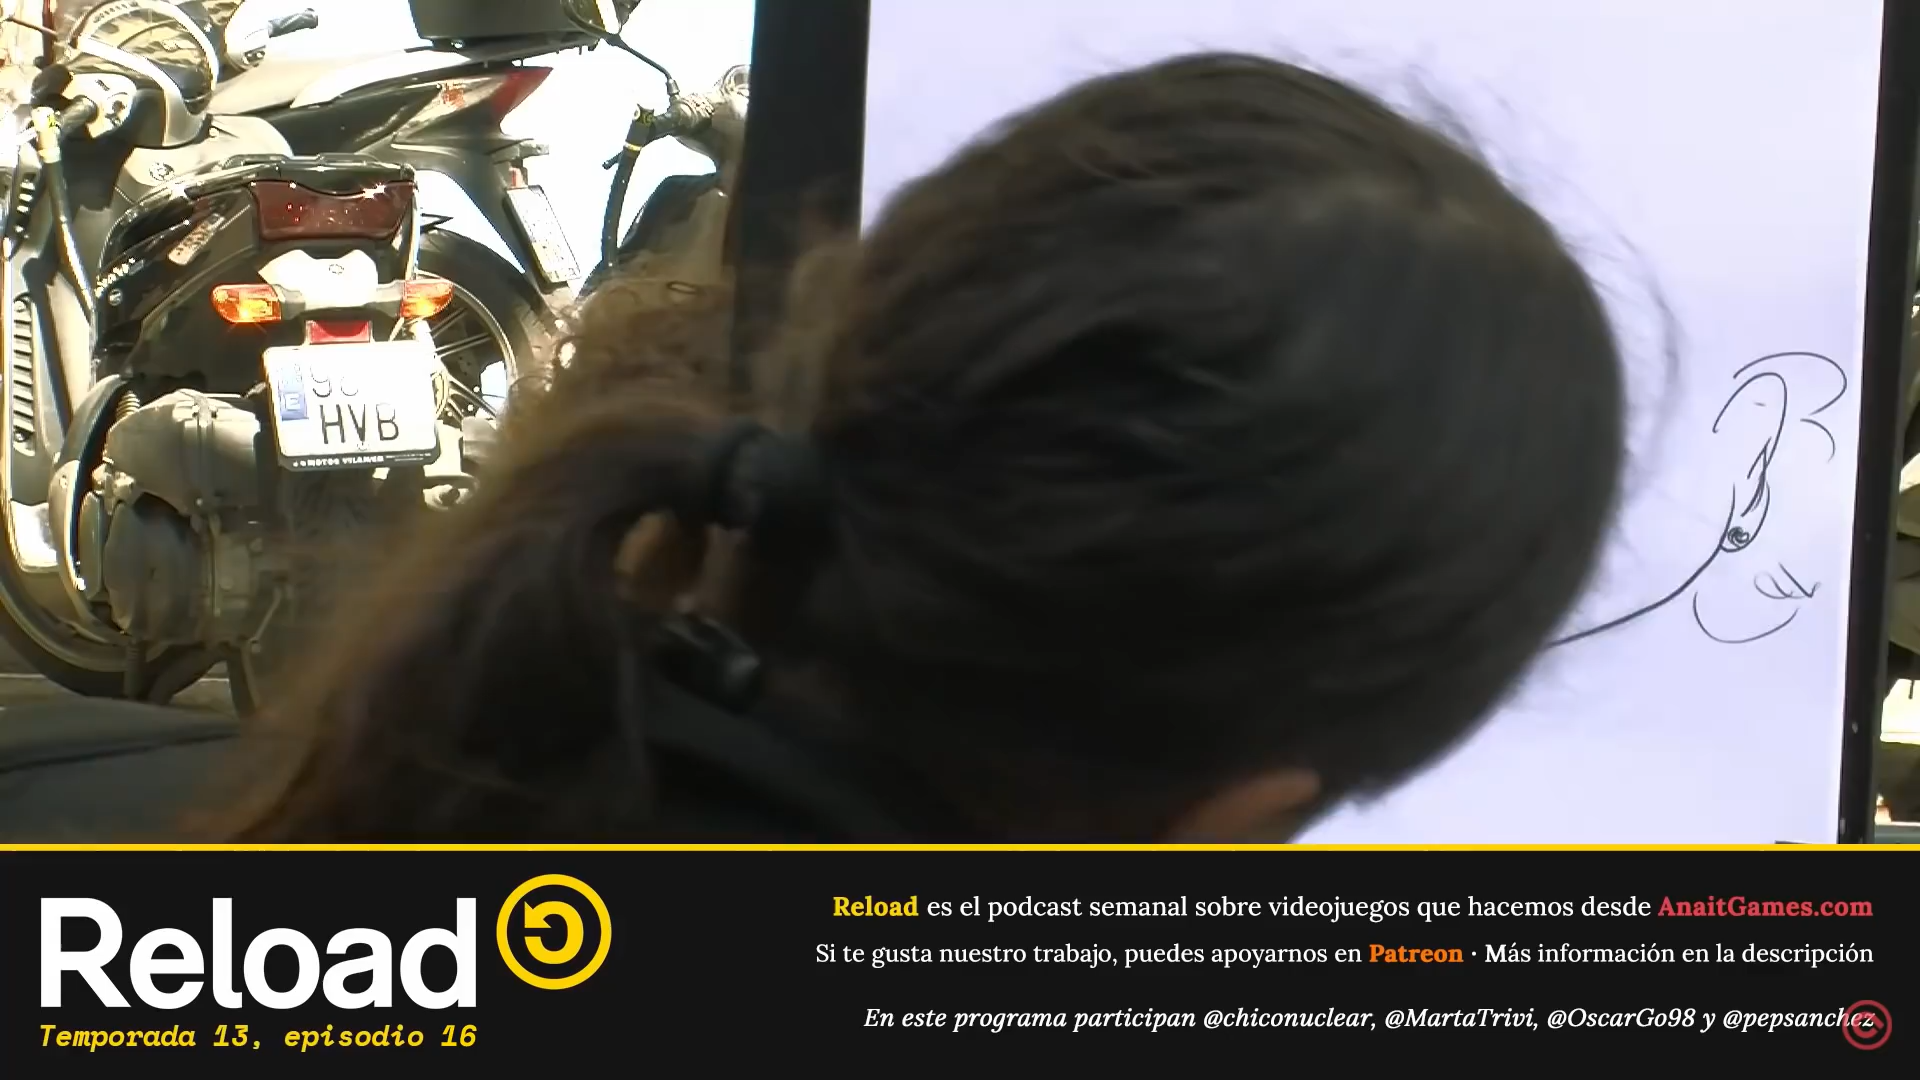 HVB
Reload
Temporada 13, episodio 16
Reload es el podcast semanal sobre videojuegos que hacemos desde AnaitGames.com
Si te gusta nuestro trabajo, puedes apoyarnos en Patreon · Más información en la descripción
En este programa participan @chiconuclear, @MartaTrivi, @OscarGo98 y @pepsanchez